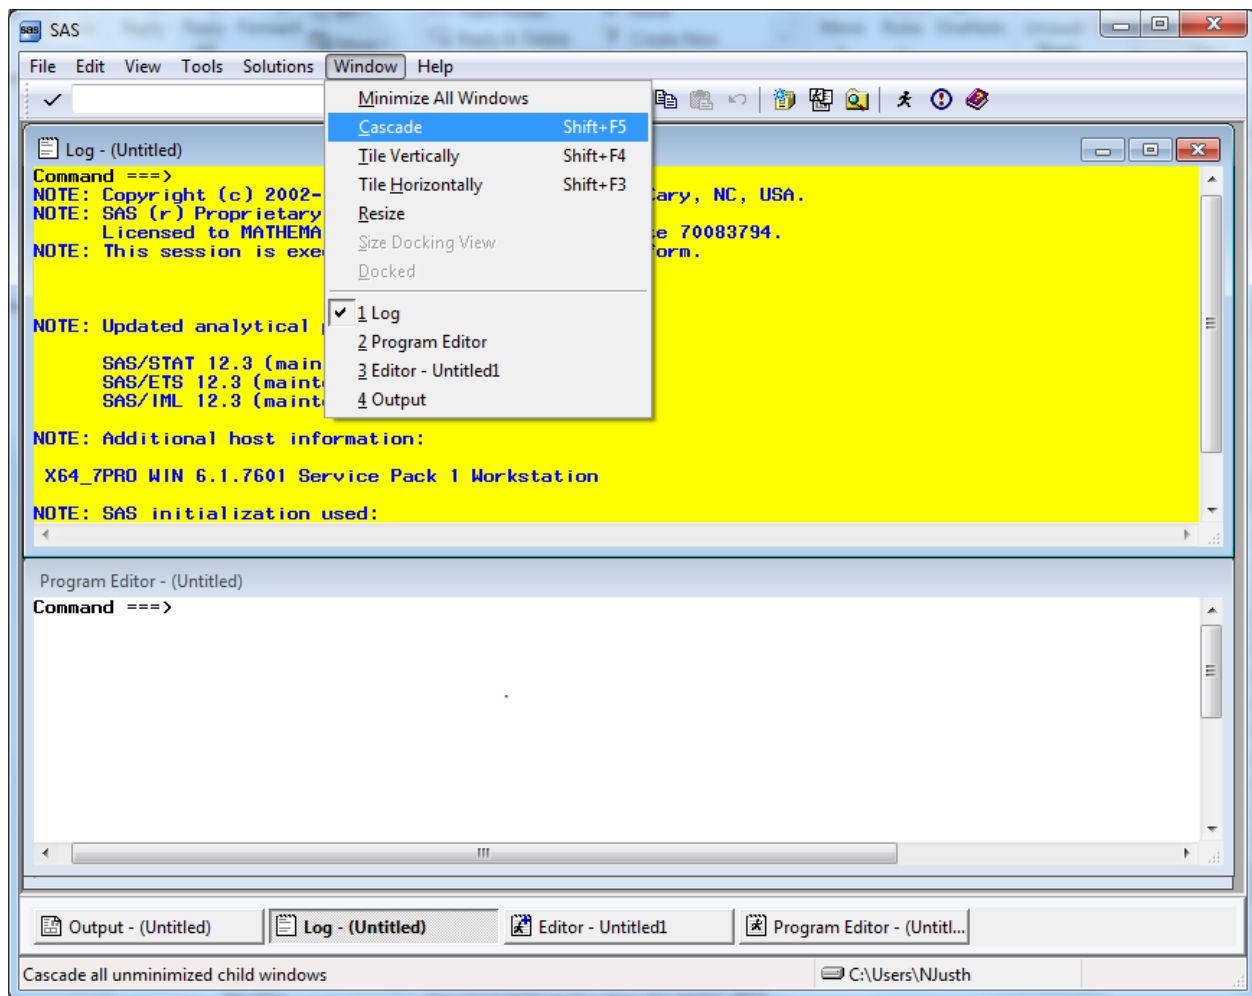 SAS
File Edit View Tools Solutions Window Help
Minimize All Windows
Cascade Shift+F5
Tile Vertically Shift+F4
Tile Horizontally Shift+F3
Resize
Size Docking View
Docked
1 Log
2 Program Editor
3 Editor - Untitled1
4 Output
Log - (Untitled)
Command ===>
NOTE: Copyright (c) 2002- ary, NC, USA.
NOTE: SAS (r) Proprietary
Licensed to MATHEMA e 70083794.
NOTE: This session is exe orm.
NOTE: Updated analytical
SAS/STAT 12.3 (main
SAS/ETS 12.3 (maint
SAS/IML 12.3 (maint
NOTE: Additional host information:
X64_7PRO WIN 6.1.7601 Service Pack 1 Workstation
NOTE: SAS initialization used:
Program Editor - (Untitled)
Command ===>
Output - (Untitled) Log - (Untitled) Editor - Untitled1 Program Editor - (Untitl...
Cascade all unminimized child windows C:\Users\NJusth